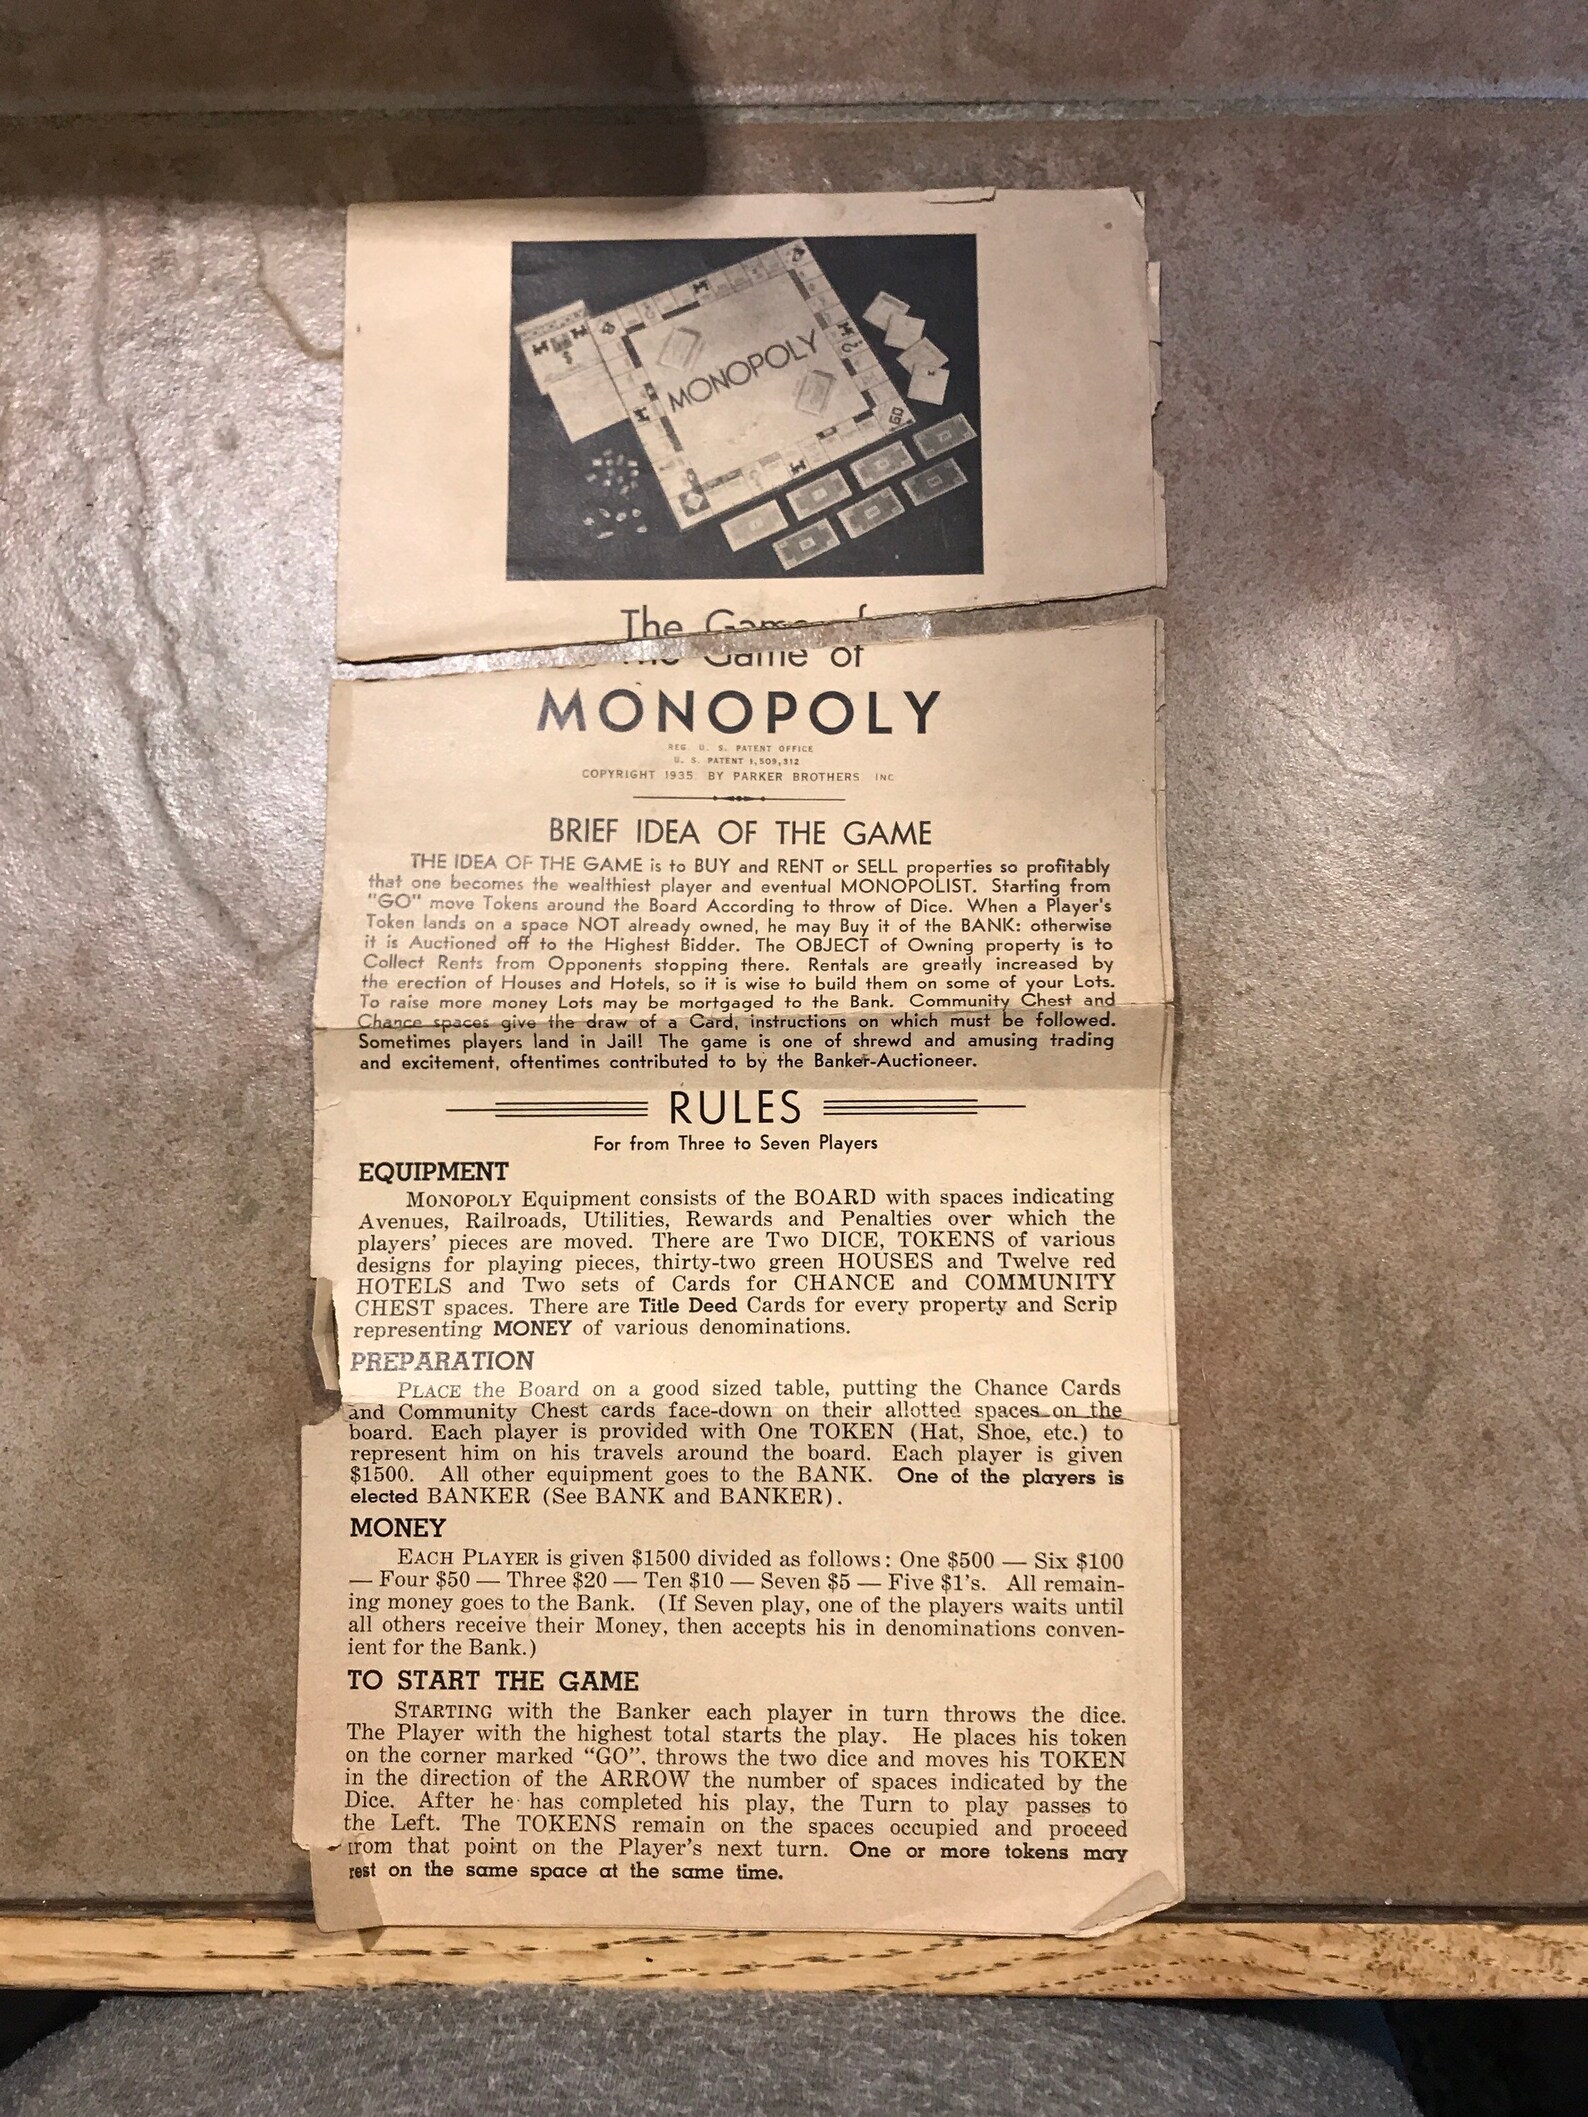 MONOPOLY
GO
The Game of
MONOPOLY
REG. U. S. PATENT OFFICE
U. S. PATENT 1,509,312
COPYRIGHT 1935 BY PARKER BROTHERS INC
BRIEF IDEA OF THE GAME
THE IDEA OF THE GAME is to BUY and RENT or SELL properties so profitably
that one becomes the wealthiest player and eventual MONOPOLIST. Starting from
"GO" move Tokens around the Board According to throw of Dice. When a Player's
Token lands on a space NOT already owned, he may Buy it of the BANK: otherwise
it is Auctioned off to the Highest Bidder. The OBJECT of Owning property is to
Collect Rents from Opponents stopping there. Rentals are greatly increased by
the erection of Houses and Hotels, so it is wise to build them on some of your Lots.
To raise more money Lots may be mortgaged to the Bank. Community Chest and
Chance spaces give the draw of a Card, instructions on which must be followed.
Sometimes players land in Jail! The game is one of shrewd and amusing trading
and excitement, oftentimes contributed to by the Banker-Auctioneer.
RULES
For from Three to Seven Players
EQUIPMENT
MONOPOLY Equipment consists of the BOARD with spaces indicating
Avenues, Railroads, Utilities, Rewards and Penalties over which the
players' pieces are moved. There are Two DICE, TOKENS of various
designs for playing pieces, thirty-two green HOUSES and Twelve red
HOTELS and Two sets of Cards for CHANCE and COMMUNITY
CHEST spaces. There are Title Deed Cards for every property and Scrip
representing MONEY of various denominations.
PREPARATION
PLACE the Board on a good sized table, putting the Chance Cards
and Community Chest cards face-down on their allotted spaces on the
board. Each player is provided with One TOKEN (Hat, Shoe, etc.) to
represent him on his travels around the board. Each player is given
$1500. All other equipment goes to the BANK. One of the players is
elected BANKER (See BANK and BANKER).
MONEY
EACH PLAYER is given $1500 divided as follows: One $500 — Six $100
— Four $50 — Three $20 — Ten $10 — Seven $5 — Five $1's. All remain-
ing money goes to the Bank. (If Seven play, one of the players waits until
all others receive their Money, then accepts his in denominations conven-
ient for the Bank.)
TO START THE GAME
STARTING with the Banker each player in turn throws the dice.
The Player with the highest total starts the play. He places his token
on the corner marked "GO", throws the two dice and moves his TOKEN
in the direction of the ARROW the number of spaces indicated by the
Dice. After he has completed his play, the Turn to play passes to
the Left. The TOKENS remain on the spaces occupied and proceed
from that point on the Player's next turn. One or more tokens may
rest on the same space at the same time.